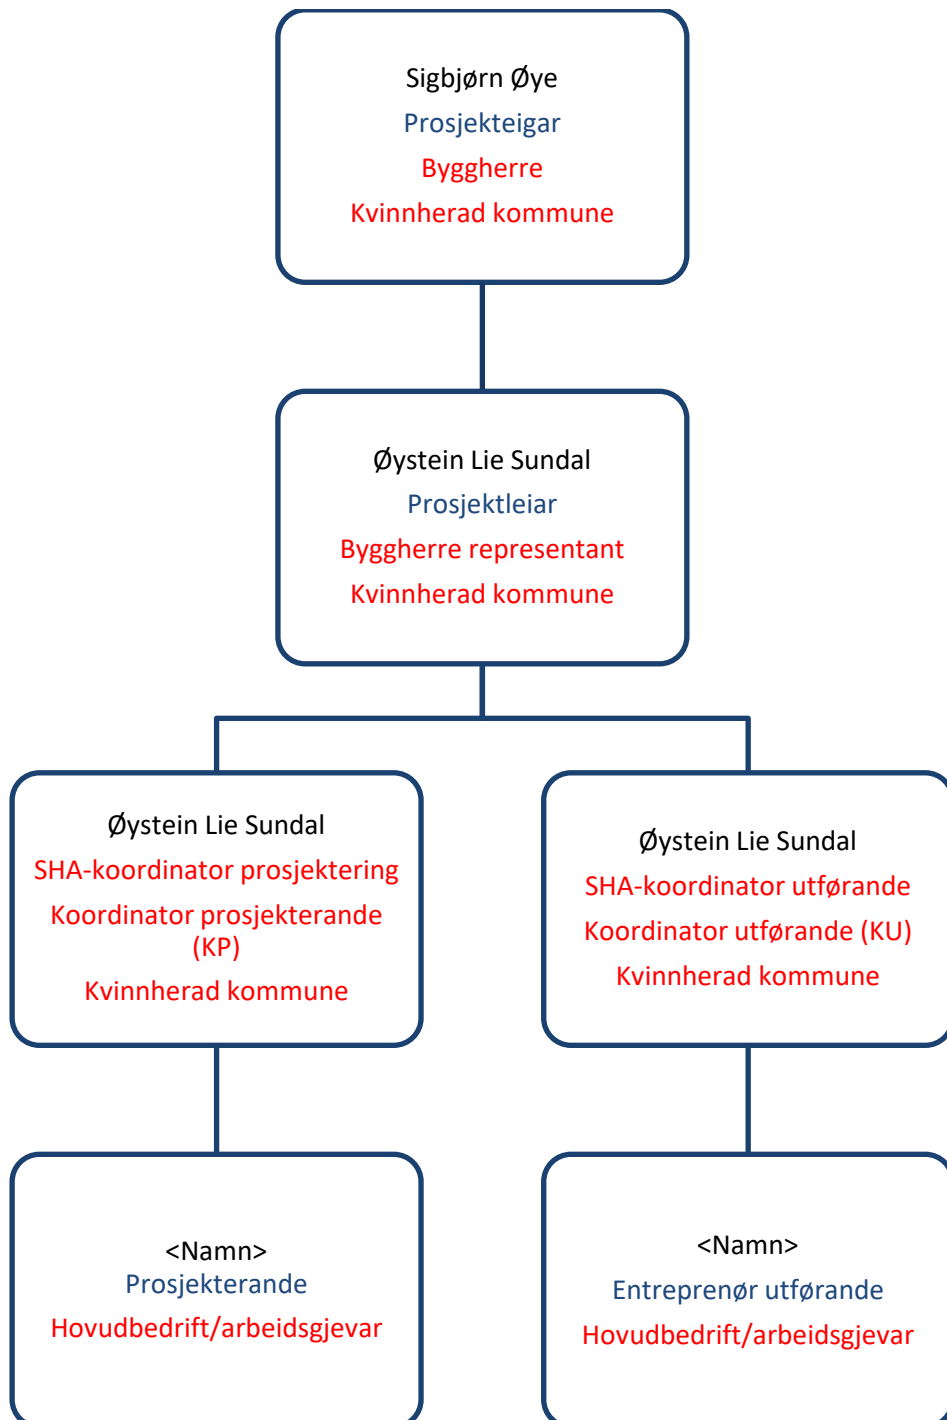 Sigbjørn Øye
Prosjekteigar
Byggherre
Kvinnherad kommune
Øystein Lie Sundal
Prosjektleiar
Byggherre representant
Kvinnherad kommune
Øystein Lie Sundal
SHA-koordinator prosjektering
Koordinator prosjekterande
(KP)
Kvinnherad kommune
Øystein Lie Sundal
SHA-koordinator utførande
Koordinator utførande (KU)
Kvinnherad kommune
<Namn>
Prosjekterande
Hovudbedrift/arbeidsgjevar
<Namn>
Entreprenør utførande
Hovudbedrift/arbeidsgjevar